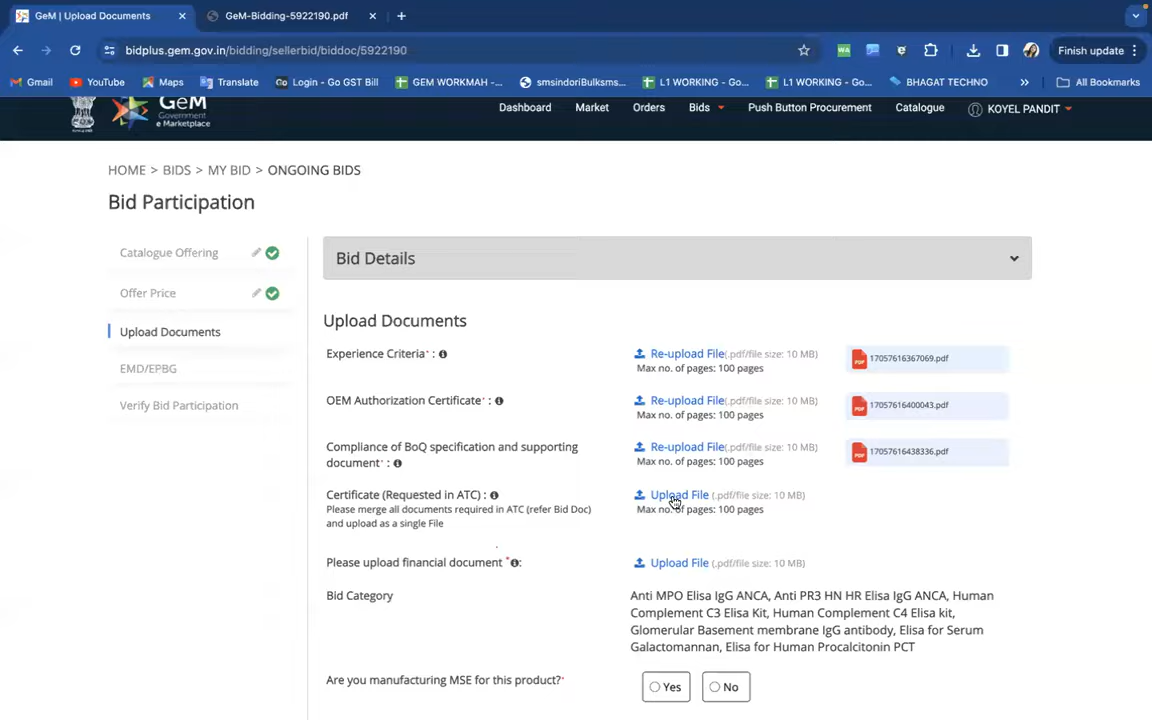 GeM | Upload Documents
GeM-Bidding-5922190.pdf
bidplus.gem.gov.in/bidding/sellerbid/biddoc/5922190
Finish update
Gmail
YouTube
Maps
Translate
Login - Go GST Bill
GEM WORKMAH -...
smsindoriBulksms...
L1 WORKING - Go...
L1 WORKING - Go...
BHAGAT TECHNO
All Bookmarks
GeM
Government
e Marketplace
Dashboard
Market
Orders
Bids
Push Button Procurement
Catalogue
KOYEL PANDIT
HOME > BIDS > MY BID > ONGOING BIDS
Bid Participation
Catalogue Offering
Offer Price
Upload Documents
EMD/EPBG
Verify Bid Participation
Bid Details
Upload Documents
Experience Criteria* :
Re-upload File(.pdf/file size: 10 MB)
Max no. of pages: 100 pages
17057616367069.pdf
OEM Authorization Certificate* :
Re-upload File(.pdf/file size: 10 MB)
Max no. of pages: 100 pages
17057616400043.pdf
Compliance of BoQ specification and supporting
document* :
Re-upload File(.pdf/file size: 10 MB)
Max no. of pages: 100 pages
17057616438336.pdf
Certificate (Requested in ATC) :
Please merge all documents required in ATC (refer Bid Doc)
and upload as a single File
Upload File (.pdf/file size: 10 MB)
Max no. of pages: 100 pages
Please upload financial document * :
Upload File (.pdf/file size: 10 MB)
Bid Category
Anti MPO Elisa IgG ANCA, Anti PR3 HN HR Elisa IgG ANCA, Human
Complement C3 Elisa Kit, Human Complement C4 Elisa kit,
Glomerular Basement membrane IgG antibody, Elisa for Serum
Galactomannan, Elisa for Human Procalcitonin PCT
Are you manufacturing MSE for this product?*
Yes
No